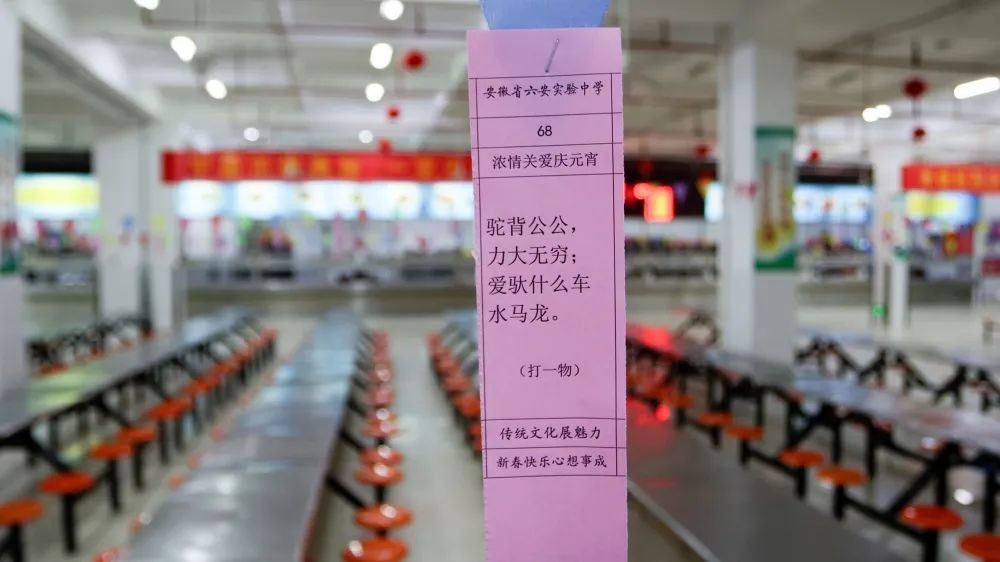 安徽省六安实验中学
68
浓情关爱庆元宵
驼背公公，
力大无穷；
爱驮什么车
水马龙。
（打一物）
传统文化展魅力
新春快乐心想事成